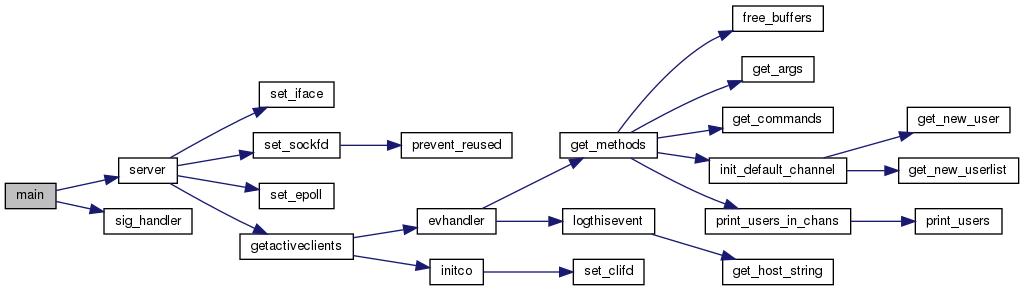 main
server
sig_handler
set_iface
set_sockfd
set_epoll
getactiveclients
prevent_reused
evhandler
initco
get_methods
logthisevent
set_clifd
free_buffers
get_args
get_commands
init_default_channel
print_users_in_chans
get_host_string
get_new_user
get_new_userlist
print_users